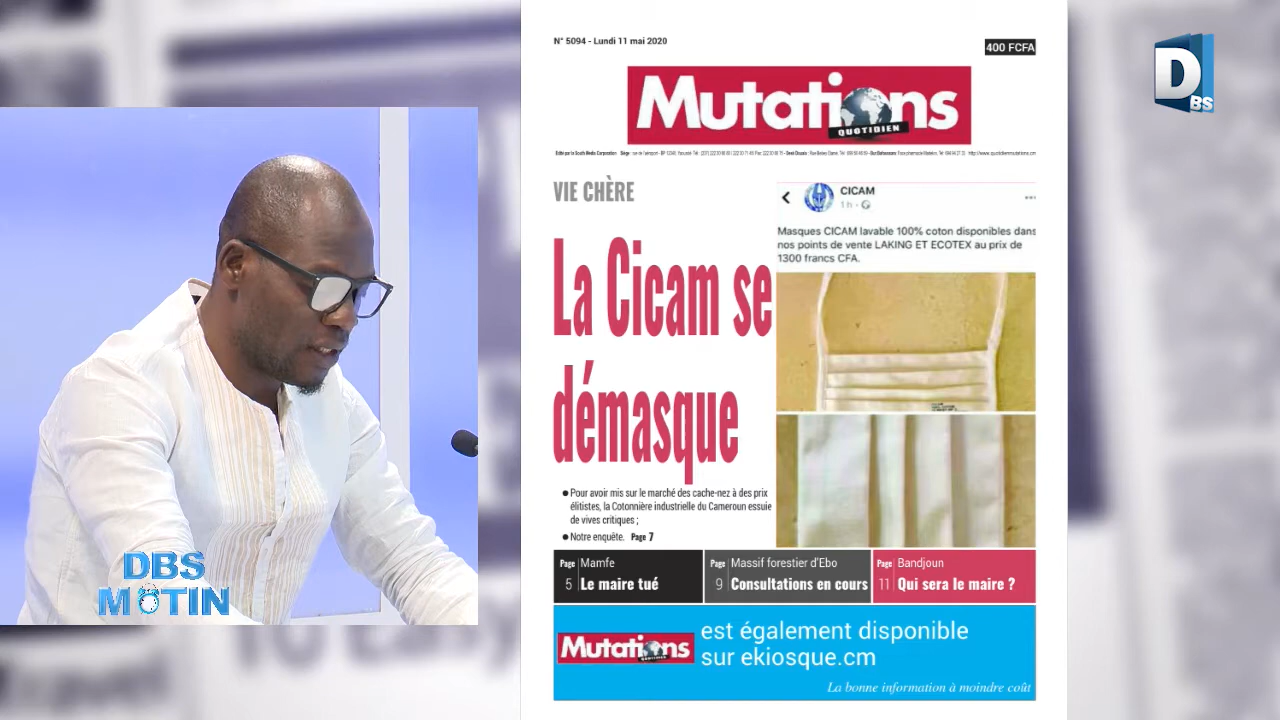 N° 5094 - Lundi 11 mai 2020
400 FCFA
Mutations
QUOTIDIEN
VIE CHÈRE
La Cicam se
démasque
Pour avoir mis sur le marché des cache-nez à des prix
élitistes, la Cotonnière industrielle du Cameroun essuie
de vives critiques ;
Notre enquête. Page 7
CICAM
1 h
Masques CICAM lavable 100% coton disponibles dans
nos points de vente LAKING ET ECOTEX au prix de
1300 francs CFA.
Page 5 Mamfe
Le maire tué
Page 9 Massif forestier d'Ebo
Consultations en cours
Page 11 Bandjoun
Qui sera le maire ?
Mutations
QUOTIDIEN
est également disponible
sur ekiosque.cm
La bonne information à moindre coût
DBS
MATIN
DBS